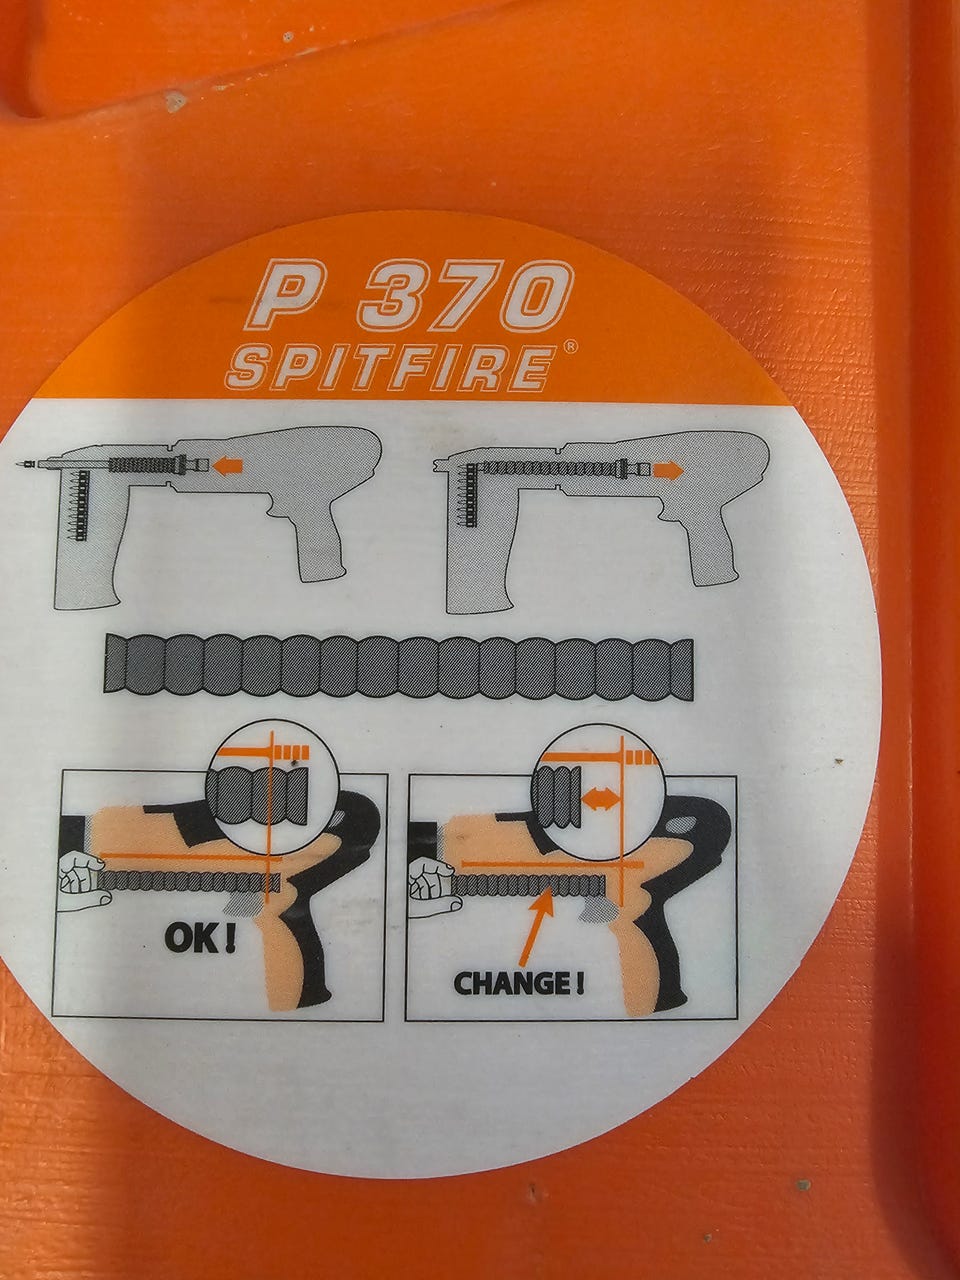 P 370
SPITFIRE®
OK!
CHANGE!